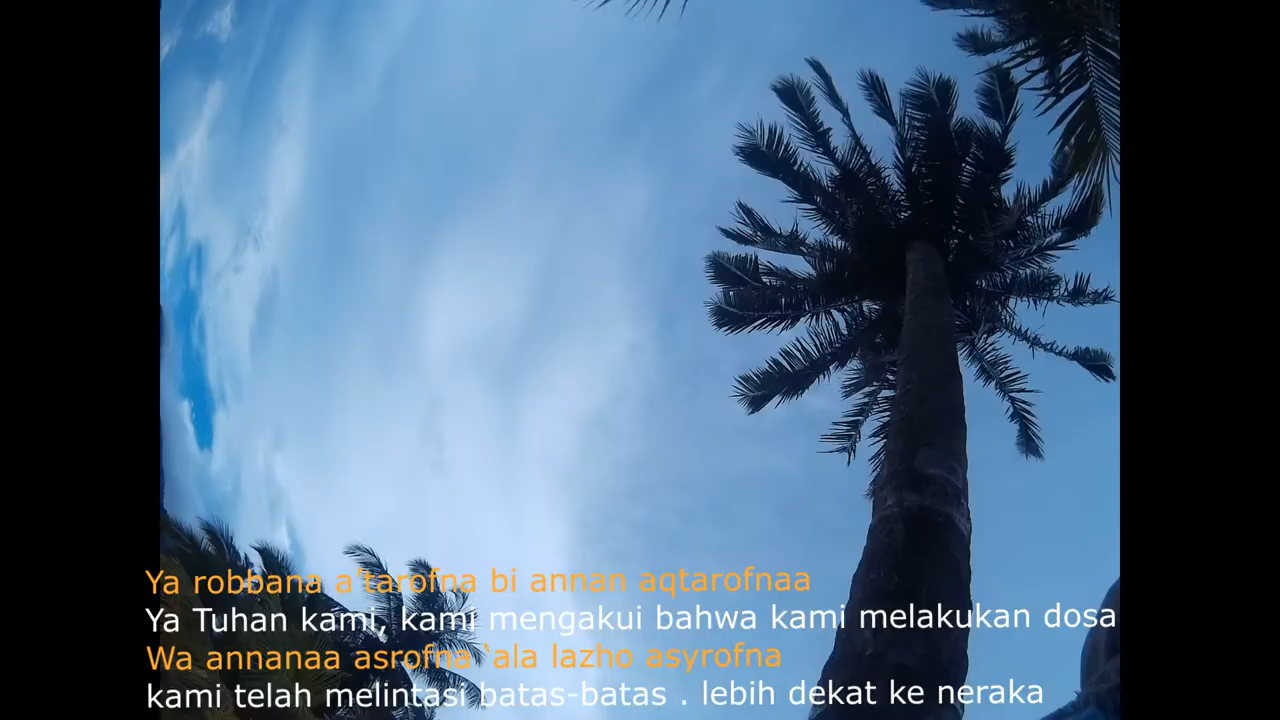 Ya robbana a'tarofna bi annan aqtarofnaa
Ya Tuhan kami, kami mengakui bahwa kami melakukan dosa
Wa annanaa asrofna 'ala lazho asyrofna
kami telah melintasi batas-batas . lebih dekat ke neraka